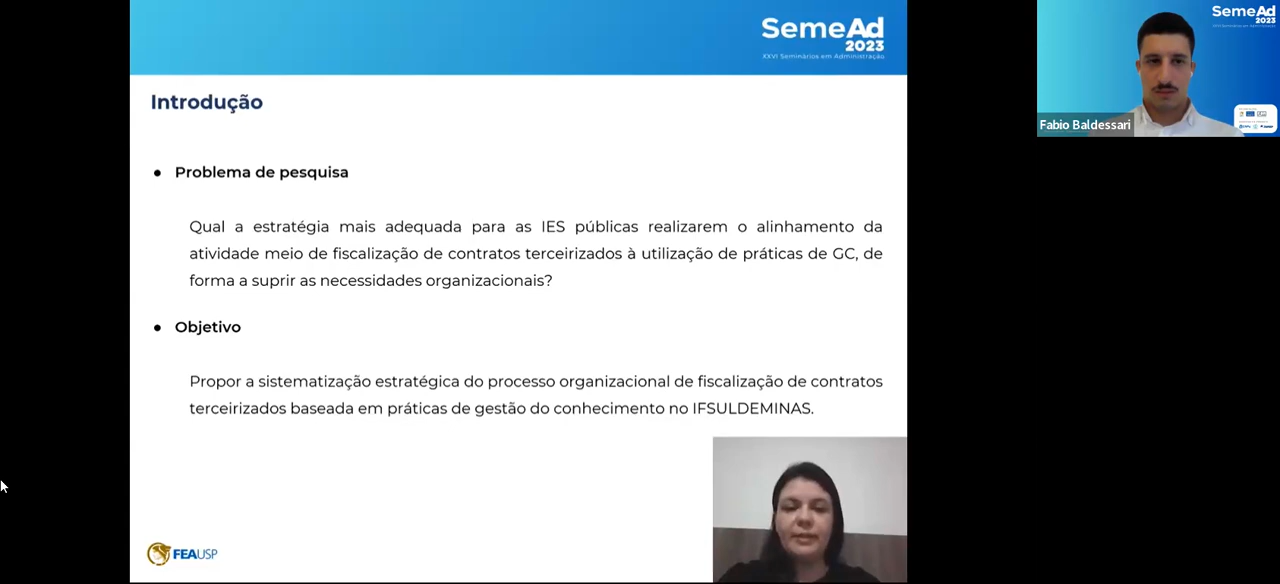 SemeAd
2023
XXVI Seminários em Administração
Introdução
● Problema de pesquisa
Qual a estratégia mais adequada para as IES públicas realizarem o alinhamento da
atividade meio de fiscalização de contratos terceirizados à utilização de práticas de GC, de
forma a suprir as necessidades organizacionais?
● Objetivo
Propor a sistematização estratégica do processo organizacional de fiscalização de contratos
terceirizados baseada em práticas de gestão do conhecimento no IFSULDEMINAS.
FEAUSP
SemeAd
2023
Fabio Baldessari